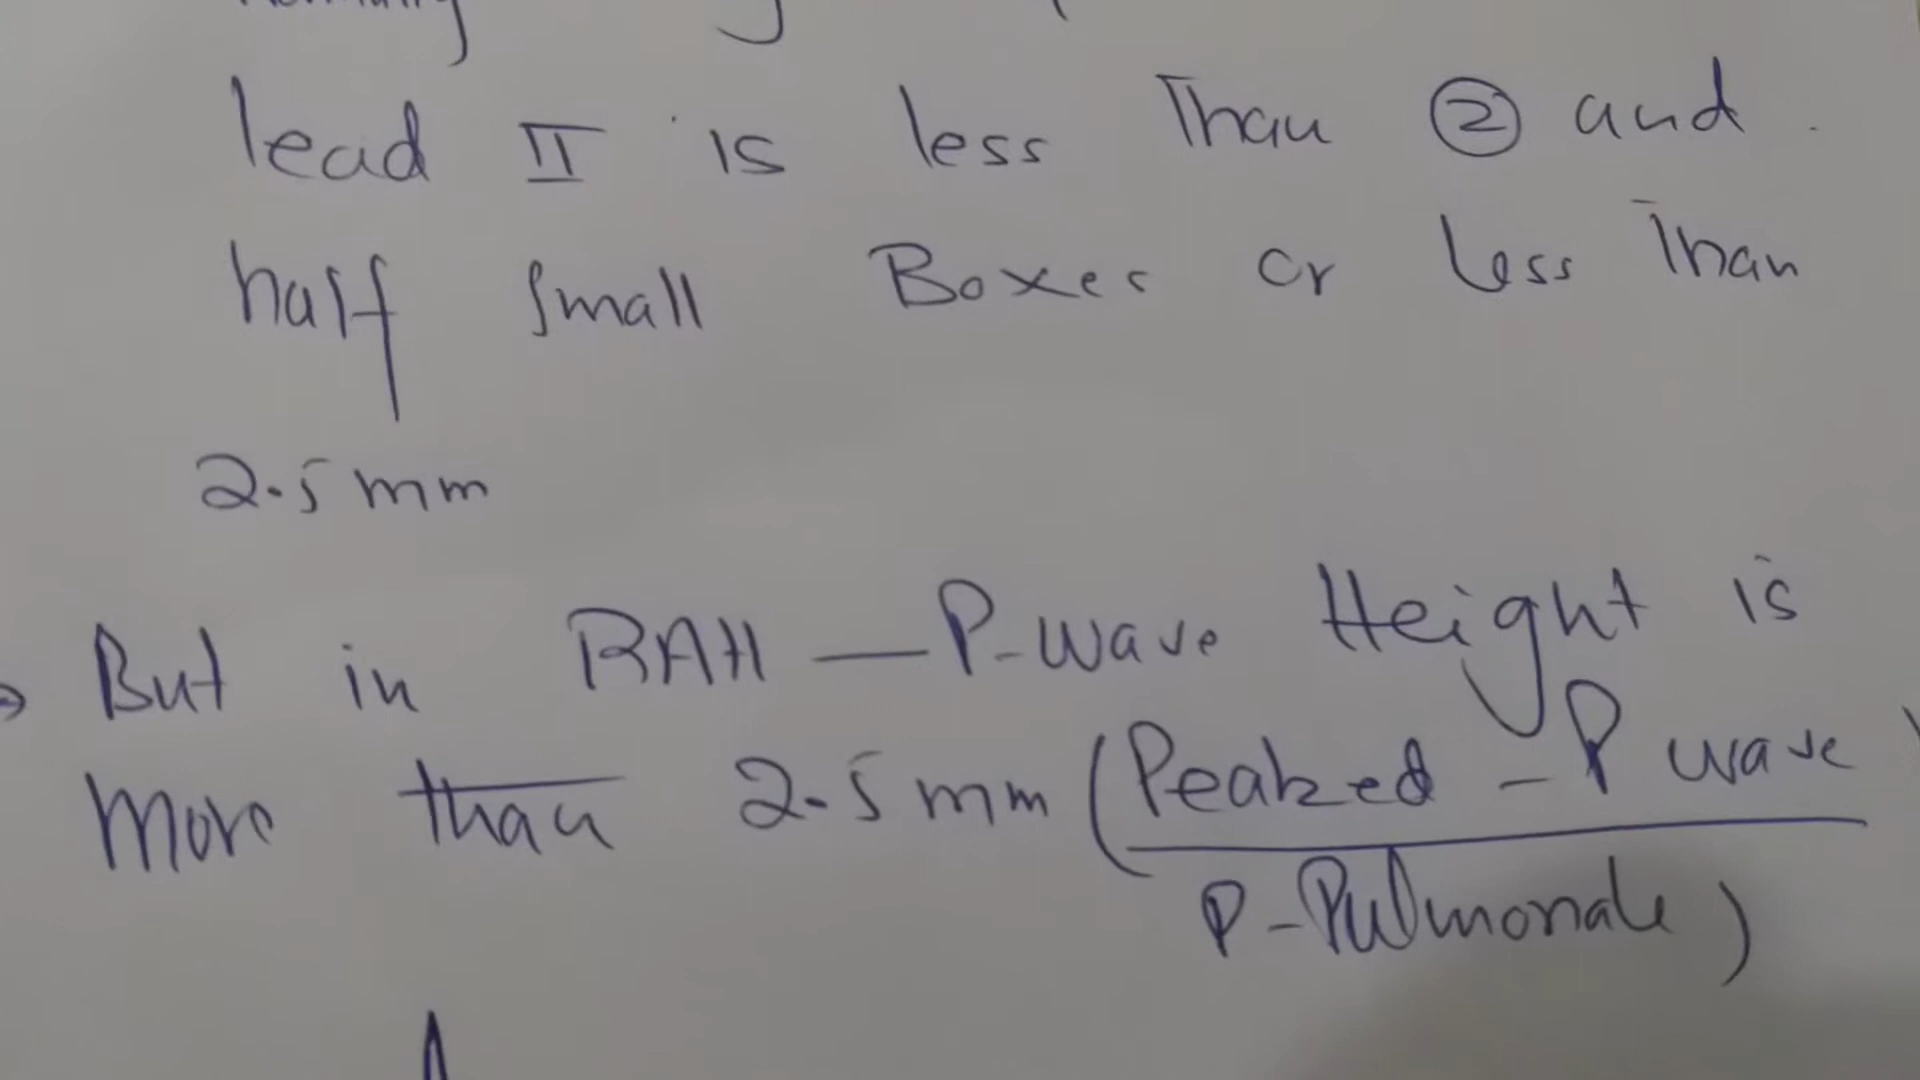 lead II is less Than ② and
half small Boxes or less Than
2.5 mm
But in RAH — P-wave Height is
more than 2.5 mm (Peaked - P wave)
P-Pulmonale)